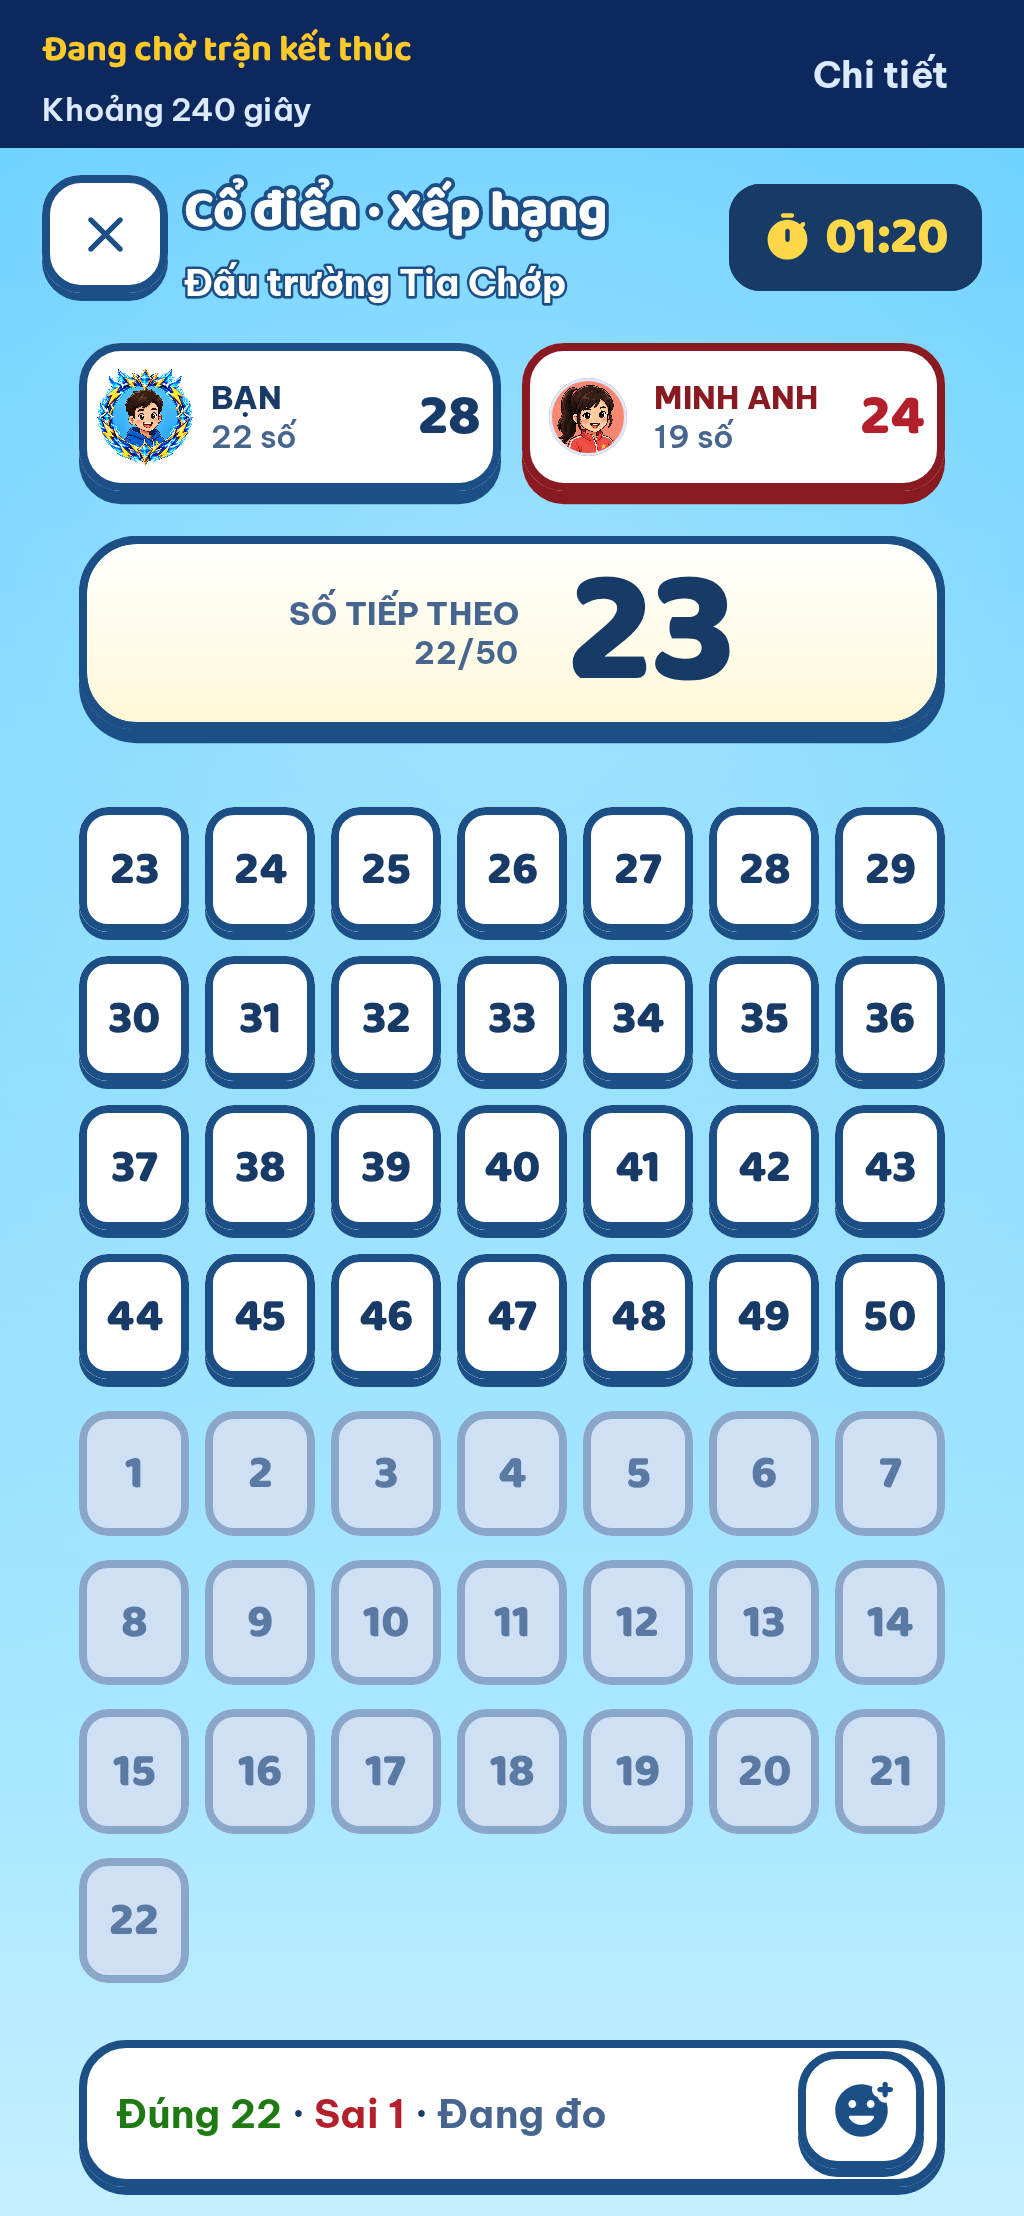 Đang chờ trận kết thúc
Khoảng 240 giây
Chi tiết
Cổ điển · Xếp hạng
Đấu trường Tia Chớp
01:20
BẠN
22 số
28
MINH ANH
19 số
24
SỐ TIẾP THEO
22/50
23
23 24 25 26 27 28 29
30 31 32 33 34 35 36
37 38 39 40 41 42 43
44 45 46 47 48 49 50
1 2 3 4 5 6 7
8 9 10 11 12 13 14
15 16 17 18 19 20 21
22
Đúng 22 · Sai 1 · Đang đo